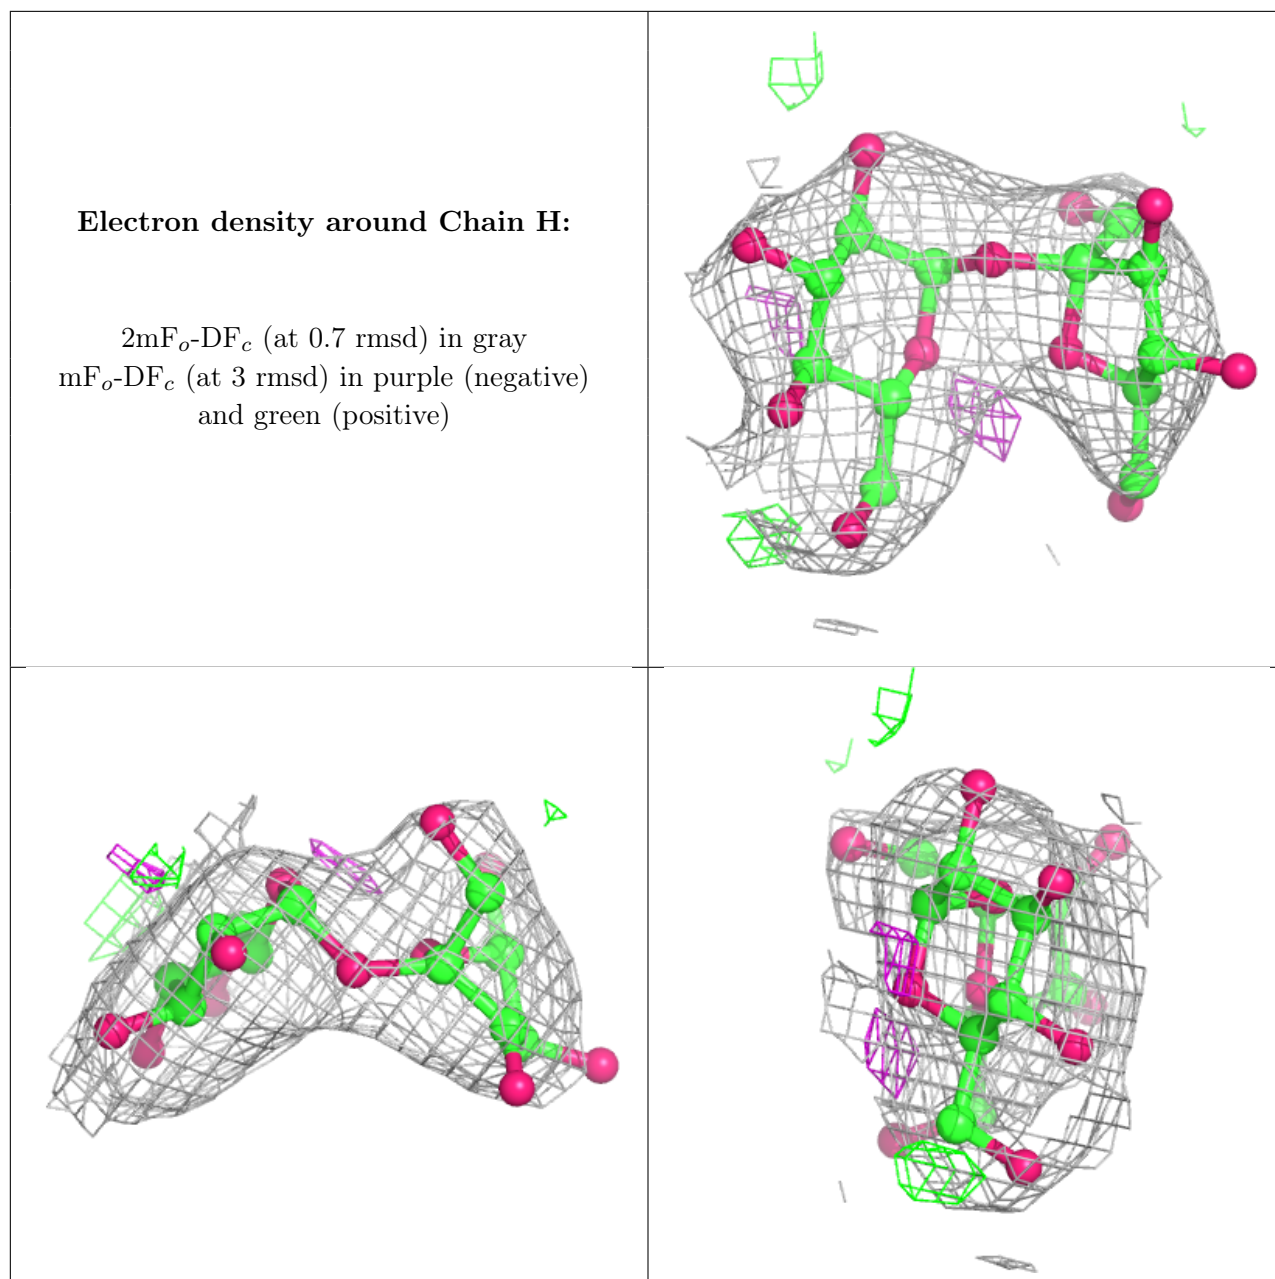 Electron density around Chain H:
2mFₒ-DF𝒸 (at 0.7 rmsd) in gray
mFₒ-DF𝒸 (at 3 rmsd) in purple (negative)
and green (positive)